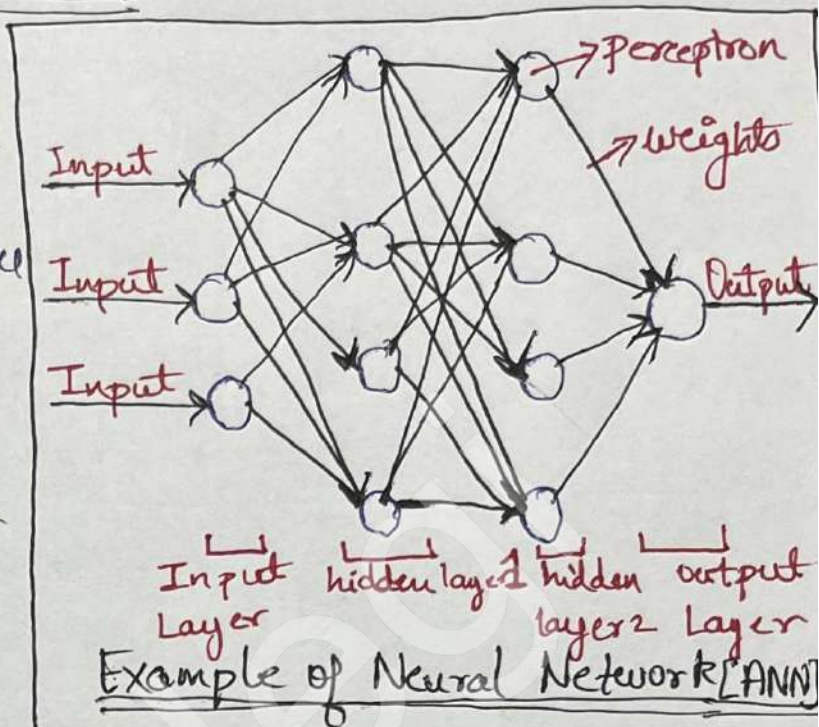 Perceptron
weights
Input
Input
Input
Output
Input Layer
hidden layer1
hidden layer2
output Layer
Example of Neural Network [ANN]